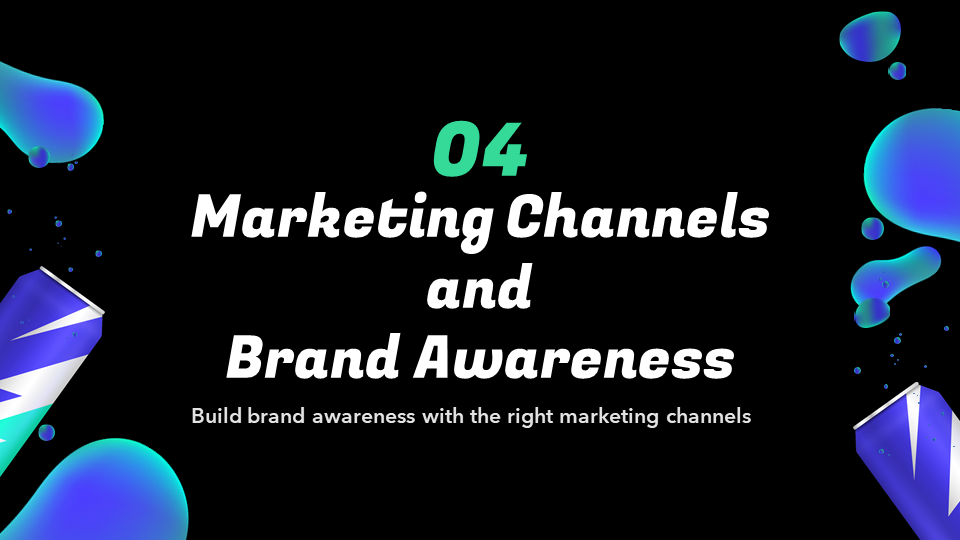 04
Marketing Channels
and
Brand Awareness
Build brand awareness with the right marketing channels